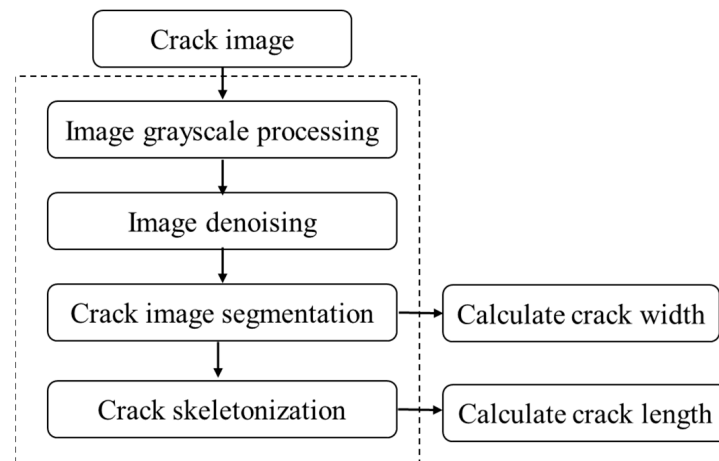 Crack image
Image grayscale processing
Image denoising
Crack image segmentation
Calculate crack width
Crack skeletonization
Calculate crack length